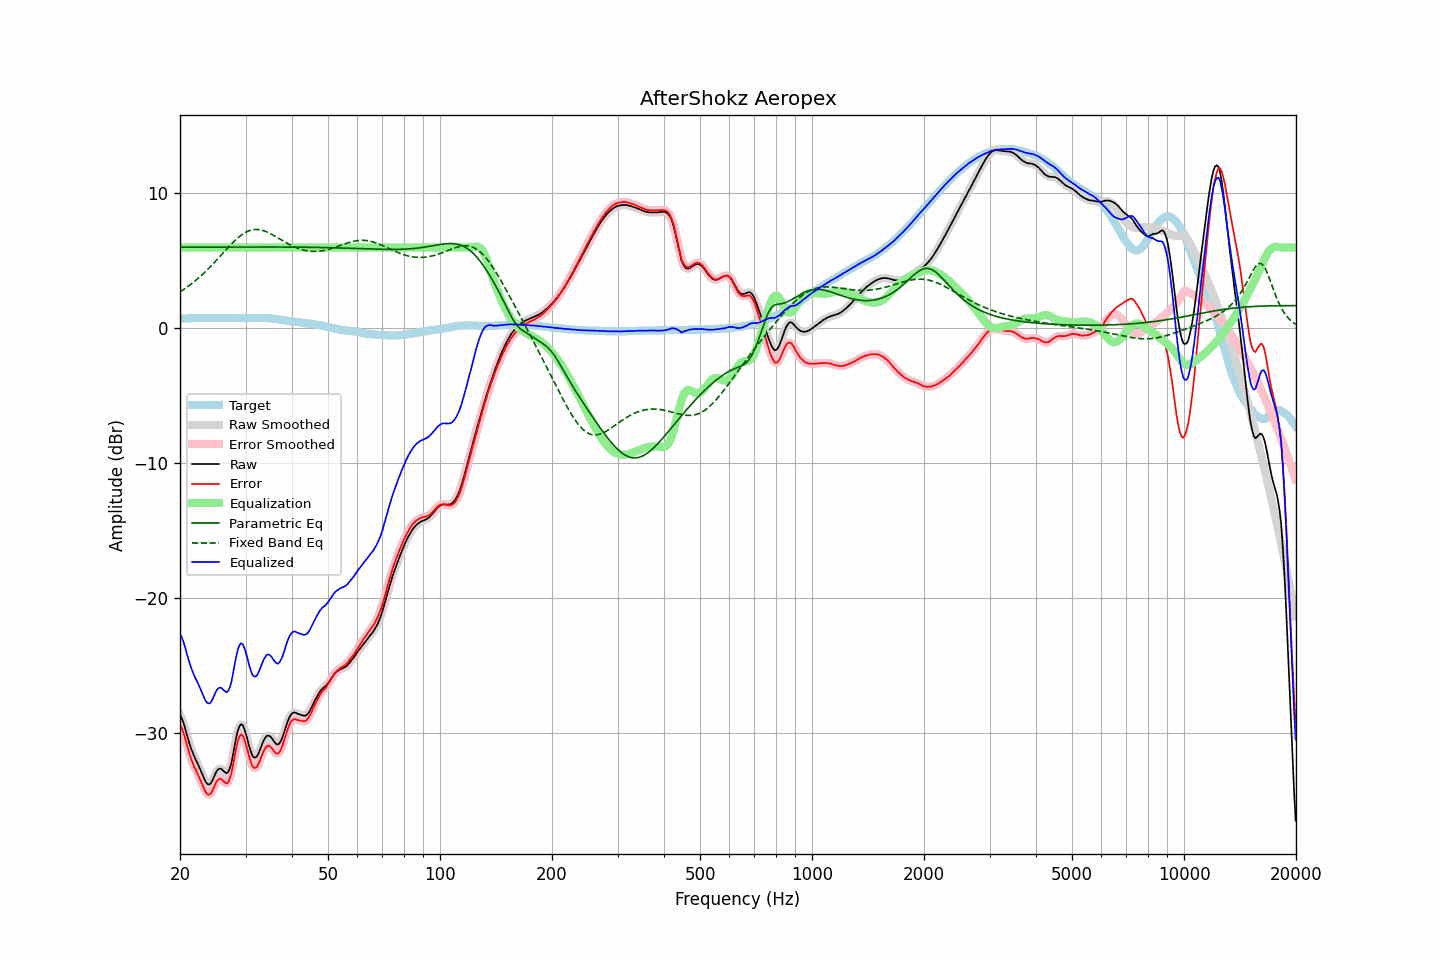 AfterShokz Aeropex
Amplitude (dBr)
10
0
−10
−20
−30
Target
Raw Smoothed
Error Smoothed
Raw
Error
Equalization
Parametric Eq
Fixed Band Eq
Equalized
20
50
100
200
500
1000
2000
5000
10000
20000
Frequency (Hz)